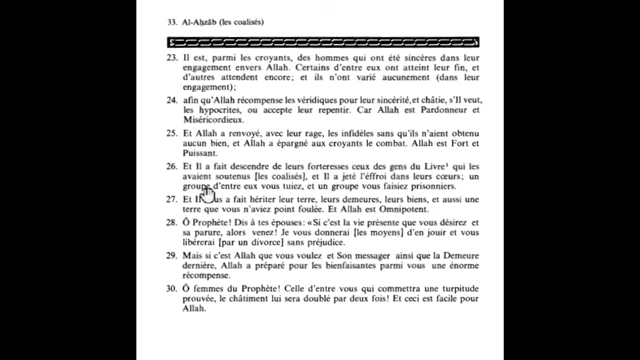 33. Al-Aḥzāb (les coalisés)
23. Il est, parmi les croyants, des hommes qui ont été sincères dans leur
engagement envers Allah. Certains d'entre eux ont atteint leur fin, et
d'autres attendent encore; et ils n'ont varié aucunement (dans leur
engagement);
24. afin qu'Allah récompense les véridiques pour leur sincérité, et châtie, s'Il veut,
les hypocrites, ou accepte leur repentir. Car Allah est Pardonneur et
Miséricordieux.
25. Et Allah a renvoyé, avec leur rage, les infidèles sans qu'ils n'aient obtenu
aucun bien, et Allah a épargné aux croyants le combat. Allah est Fort et
Puissant.
26. Et Il a fait descendre de leurs forteresses ceux des gens du Livre¹ qui les
avaient soutenus [les coalisés], et Il a jeté l'éffroi dans leurs cœurs; un
groupe d'entre eux vous tuiez, et un groupe vous faisiez prisonniers.
27. Et Il vous a fait hériter leur terre, leurs demeures, leurs biens, et aussi une
terre que vous n'aviez point foulée. Et Allah est Omnipotent.
28. Ô Prophète! Dis à tes épouses: «Si c'est la vie présente que vous désirez et
sa parure, alors venez! Je vous donnerai [les moyens] d'en jouir et vous
libérerai [par un divorce] sans préjudice.
29. Mais si c'est Allah que vous voulez et Son messager ainsi que la Demeure
dernière, Allah a préparé pour les bienfaisantes parmi vous une énorme
récompense.
30. Ô femmes du Prophète! Celle d'entre vous qui commettra une turpitude
prouvée, le châtiment lui sera doublé par deux fois! Et ceci est facile pour
Allah.